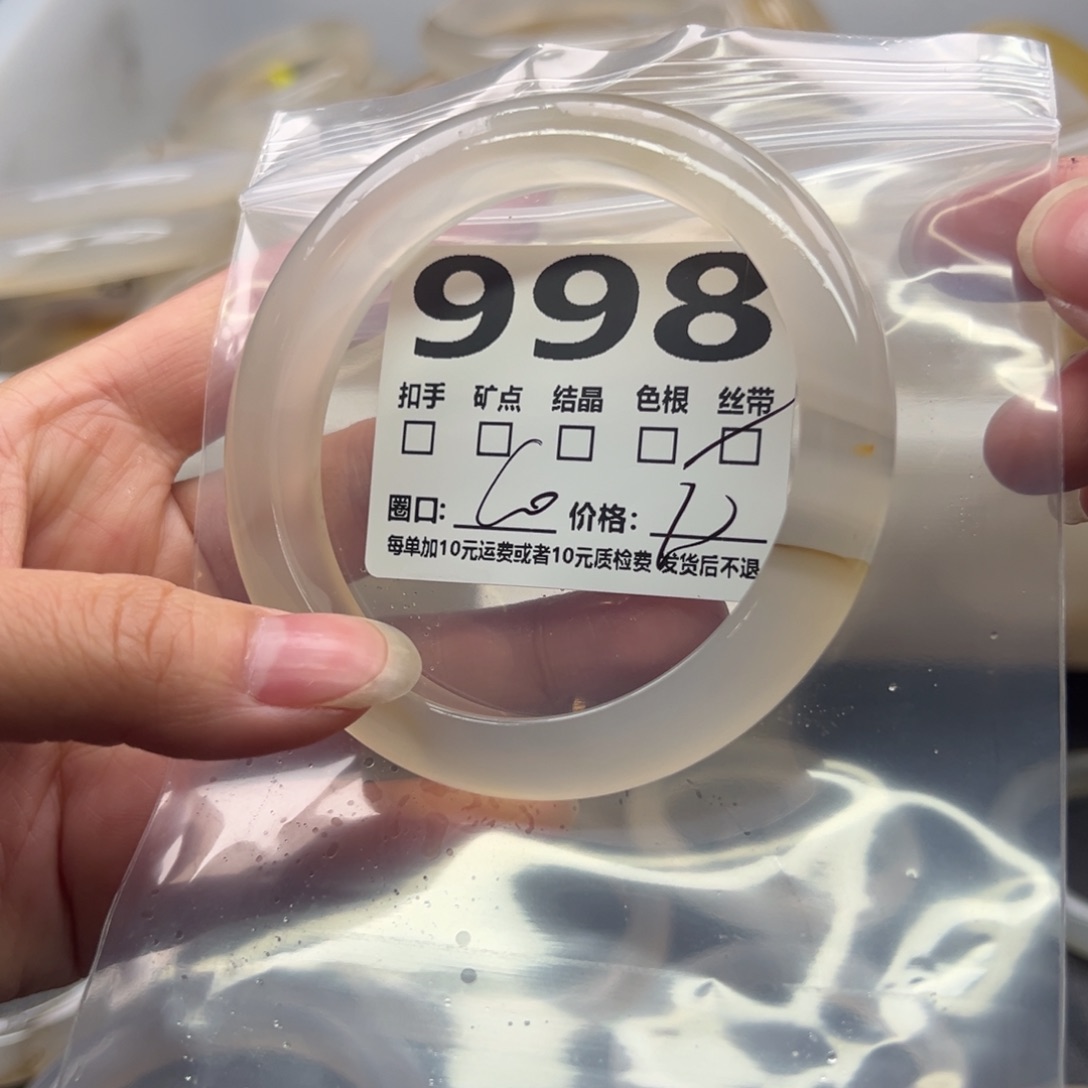 998
扣手 矿点 结晶 色根 丝带
□ □ □ □ □
圈口: 60 价格:
每单加10元运费或者10元质检费 发货后不退